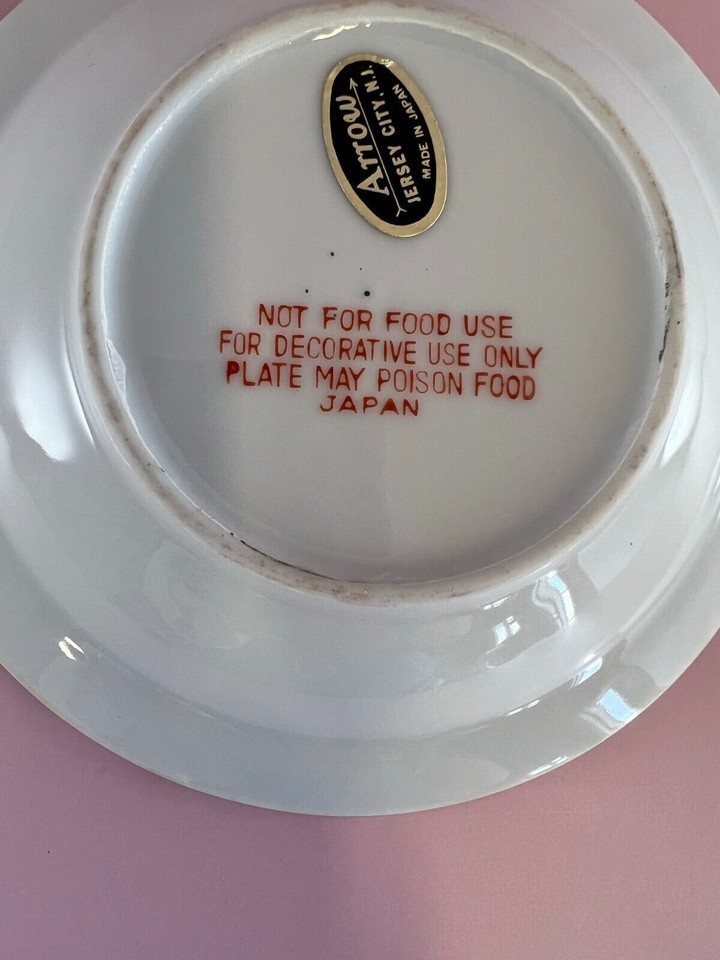 Arrow
JERSEY CITY, N.J.
MADE IN JAPAN
NOT FOR FOOD USE
FOR DECORATIVE USE ONLY
PLATE MAY POISON FOOD
JAPAN